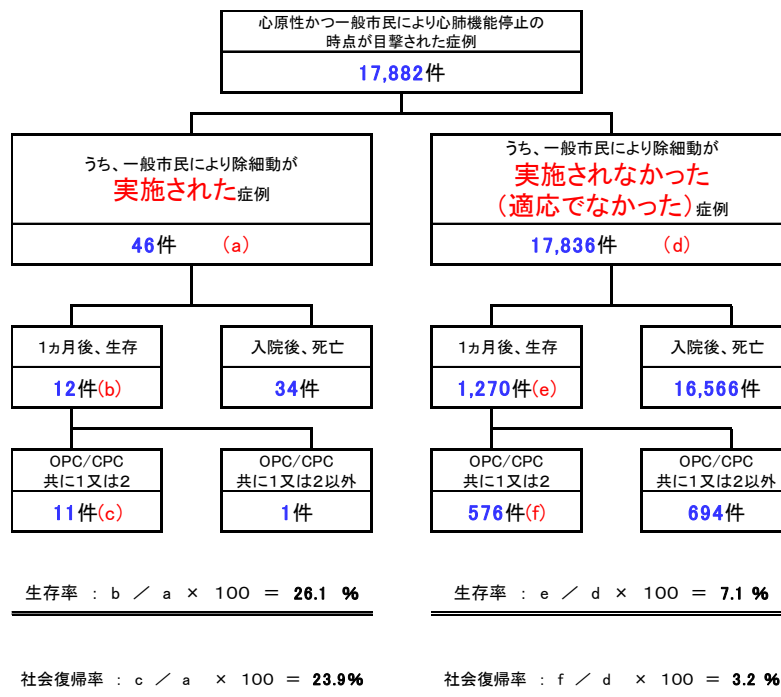 心原性かつ一般市民により心肺機能停止の
時点が目撃された症例
17,882件
うち、一般市民により除細動が
実施された症例
46件 (a)
うち、一般市民により除細動が
実施されなかった
(適応でなかった)症例
17,836件 (d)
1ヵ月後、生存
12件(b)
入院後、死亡
34件
1ヵ月後、生存
1,270件(e)
入院後、死亡
16,566件
OPC/CPC
共に1又は2
11件(c)
OPC/CPC
共に1又は2以外
1件
OPC/CPC
共に1又は2
576件(f)
OPC/CPC
共に1又は2以外
694件
生存率 : b / a × 100 = 26.1 %
生存率 : e / d × 100 = 7.1 %
社会復帰率 : c / a × 100 = 23.9%
社会復帰率 : f / d × 100 = 3.2 %